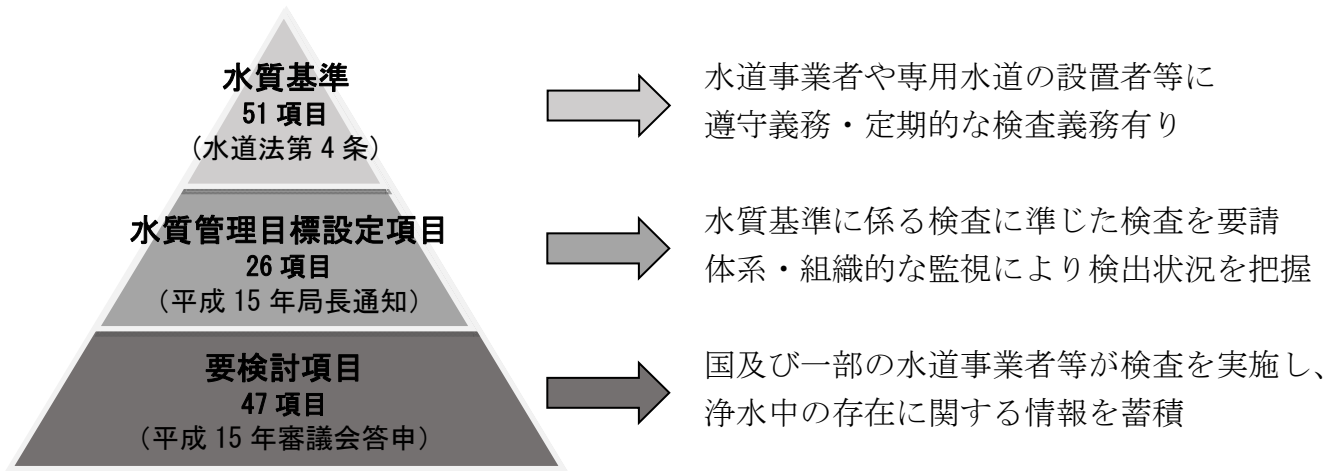 水質基準
51 項目
(水道法第 4 条)
水道事業者や専用水道の設置者等に
遵守義務・定期的な検査義務有り
水質管理目標設定項目
26 項目
(平成 15 年局長通知)
水質基準に係る検査に準じた検査を要請
体系・組織的な監視により検出状況を把握
要検討項目
47 項目
(平成 15 年審議会答申)
国及び一部の水道事業者等が検査を実施し、
浄水中の存在に関する情報を蓄積